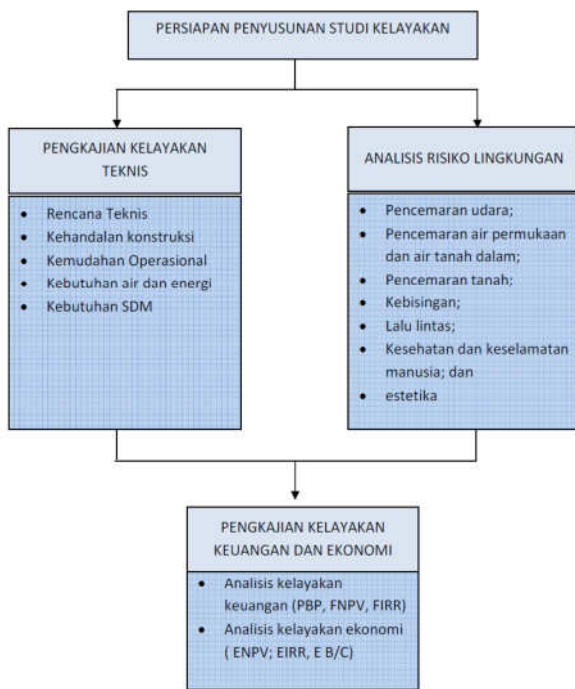 PERSIAPAN PENYUSUNAN STUDI KELAYAKAN
PENGKAJIAN KELAYAKAN
TEKNIS
• Rencana Teknis
• Kehandalan konstruksi
• Kemudahan Operasional
• Kebutuhan air dan energi
• Kebutuhan SDM
ANALISIS RISIKO LINGKUNGAN
• Pencemaran udara;
• Pencemaran air permukaan
dan air tanah dalam;
• Pencemaran tanah;
• Kebisingan;
• Lalu lintas;
• Kesehatan dan keselamatan
manusia; dan
• estetika
PENGKAJIAN KELAYAKAN
KEUANGAN DAN EKONOMI
• Analisis kelayakan
keuangan (PBP, FNPV, FIRR)
• Analisis kelayakan ekonomi
( ENPV; EIRR, E B/C)